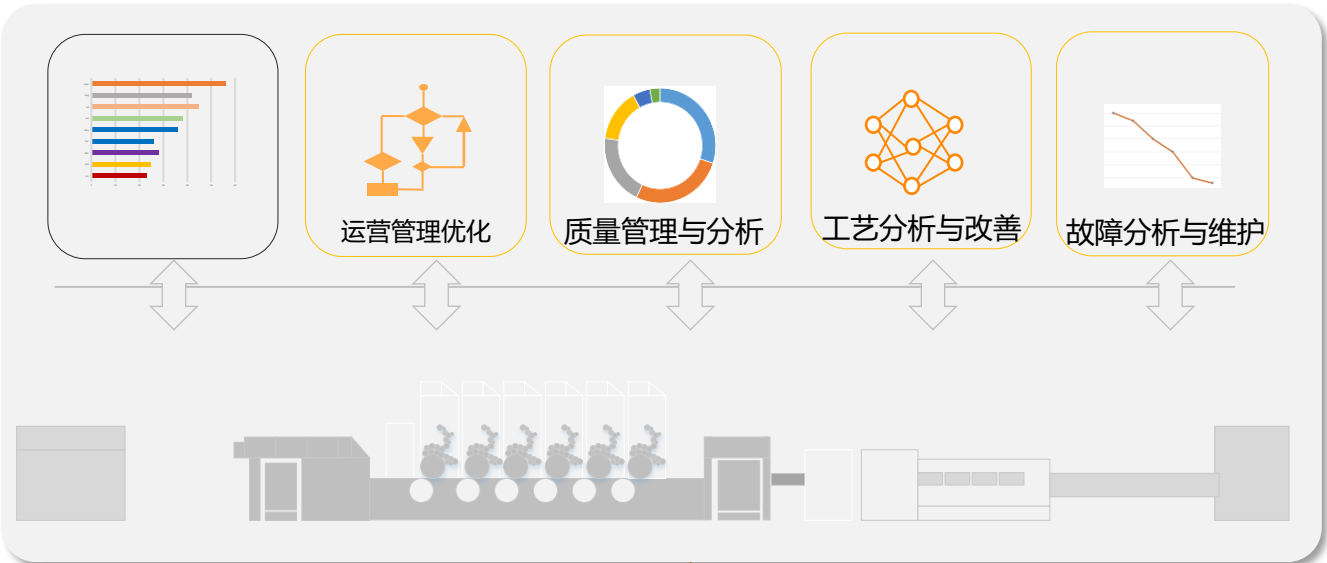 运营管理优化
质量管理与分析
工艺分析与改善
故障分析与维护